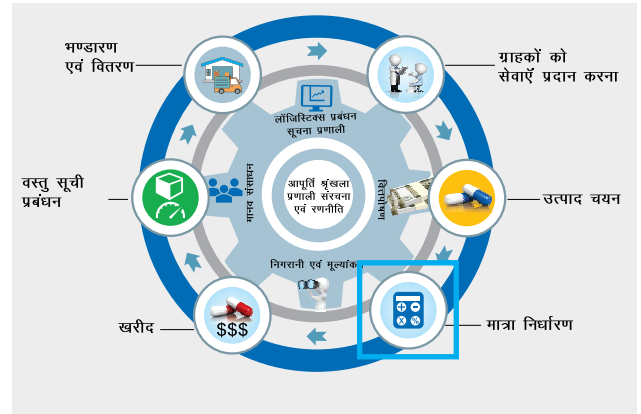 भण्डारण
एवं वितरण
ग्राहकों को
सेवाएँ प्रदान करना
लॉजिस्टिक्स प्रबंधन
सूचना प्रणाली
वस्तु सूची
प्रबंधन
मानव संसाधन
आपूर्ति श्रृंखला
प्रणाली संरचना
एवं रणनीति
वित्तपोषण
उत्पाद चयन
निगरानी एवं मूल्यांक
खरीद
$$$
मात्रा निर्धारण